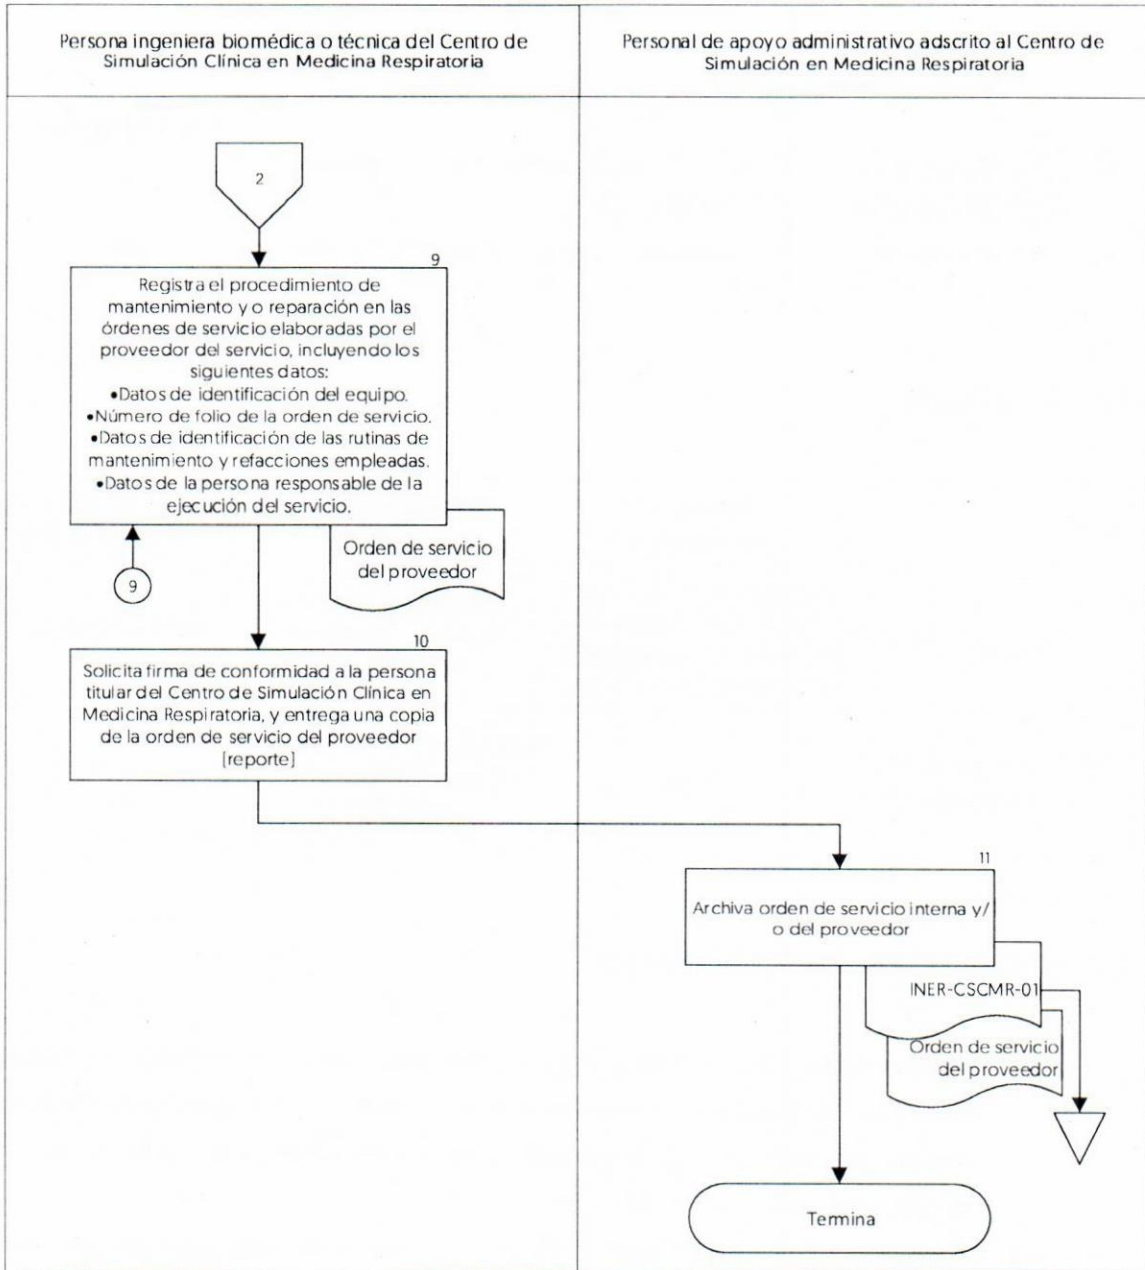 Persona ingeniera biomédica o técnica del Centro de
Simulación Clínica en Medicina Respiratoria
Personal de apoyo administrativo adscrito al Centro de
Simulación en Medicina Respiratoria
2
9
Registra el procedimiento de
mantenimiento y o reparación en las
órdenes de servicio elaboradas por el
proveedor del servicio, incluyendo los
siguientes datos:
•Datos de identificación del equipo.
•Número de folio de la orden de servicio.
•Datos de identificación de las rutinas de
mantenimiento y refacciones empleadas.
•Datos de la persona responsable de la
ejecución del servicio.
Orden de servicio
del proveedor
9
10
Solicita firma de conformidad a la persona
titular del Centro de Simulación Clínica en
Medicina Respiratoria, y entrega una copia
de la orden de servicio del proveedor
[reporte]
11
Archiva orden de servicio interna y/
o del proveedor
INER-CSCMR-01
Orden de servicio
del proveedor
Termina